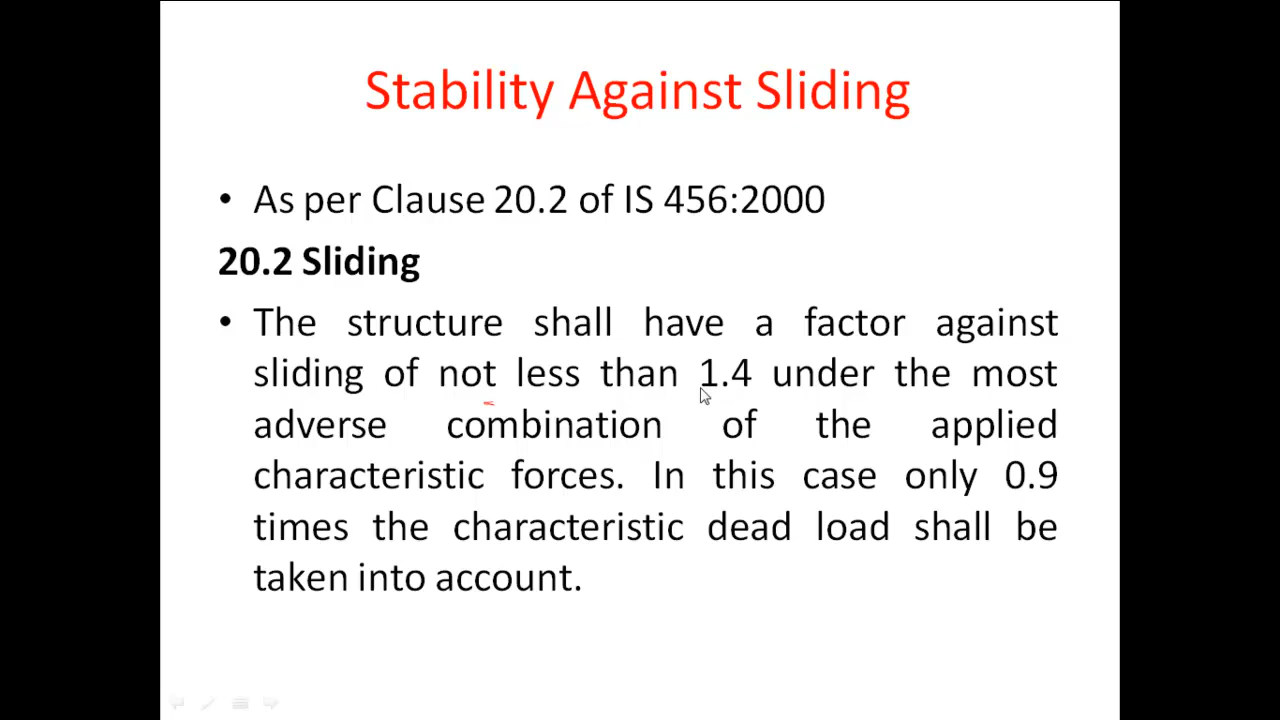 Stability Against Sliding
• As per Clause 20.2 of IS 456:2000
20.2 Sliding
• The structure shall have a factor against
sliding of not less than 1.4 under the most
adverse combination of the applied
characteristic forces. In this case only 0.9
times the characteristic dead load shall be
taken into account.